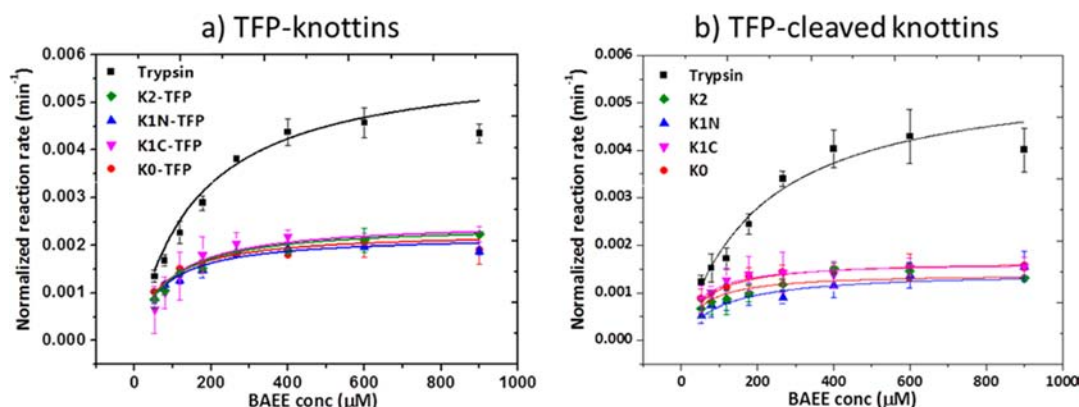 a) TFP-knottins
Normalized reaction rate (min⁻¹)
0.006
0.005
0.004
0.003
0.002
0.001
0.000
Trypsin
K2-TFP
K1N-TFP
K1C-TFP
K0-TFP
0 200 400 600 800 1000
BAEE conc (μM)
b) TFP-cleaved knottins
Normalized reaction rate (min⁻¹)
0.006
0.005
0.004
0.003
0.002
0.001
0.000
Trypsin
K2
K1N
K1C
K0
0 200 400 600 800 1000
BAEE conc (μM)